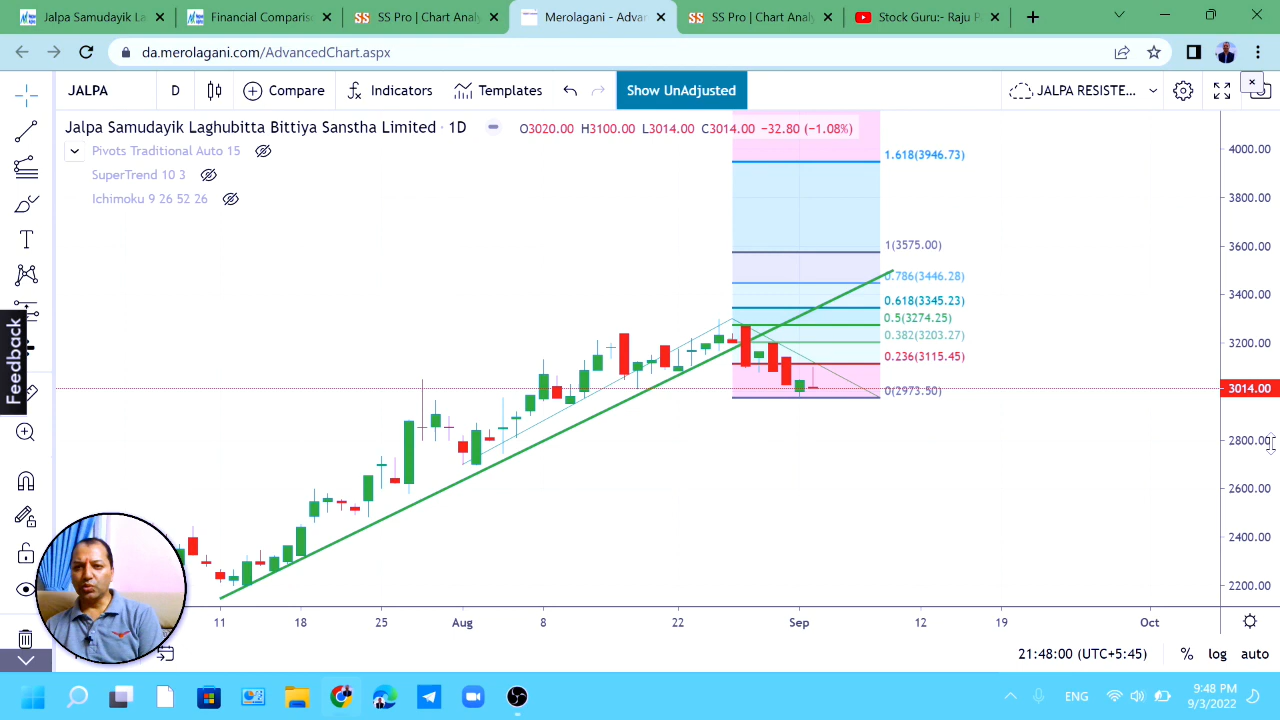 Jalpa Samudayik La
Companies Charts
SS Pro | Chart Analy
Merolagani - Advan
SS Pro | Chart Analy
Stock Guru:- Raju P
da.merolagani.com/AdvancedChart.aspx
JALPA D Compare Indicators Templates Show UnAdjusted JALPA RESISTE...
Jalpa Samudayik Laghubitta Bittiya Sanstha Limited · 1D O3020.00 H3100.00 L3014.00 C3014.00 −32.80 (−1.08%)
Pivots Traditional Auto 15
SuperTrend 10 3
Ichimoku 9 26 52 26
1.618(3946.73)
1(3575.00)
0.786(3446.28)
0.618(3345.23)
0.5(3274.25)
0.382(3203.27)
0.236(3115.45)
0(2973.50)
4000.00
3800.00
3600.00
3400.00
3200.00
3014.00
2800.00
2600.00
2400.00
2200.00
Feedback
11 18 25 Aug 8 22 Sep 12 19 Oct
21:48:00 (UTC+5:45) % log auto
ENG
9:48 PM
9/3/2022